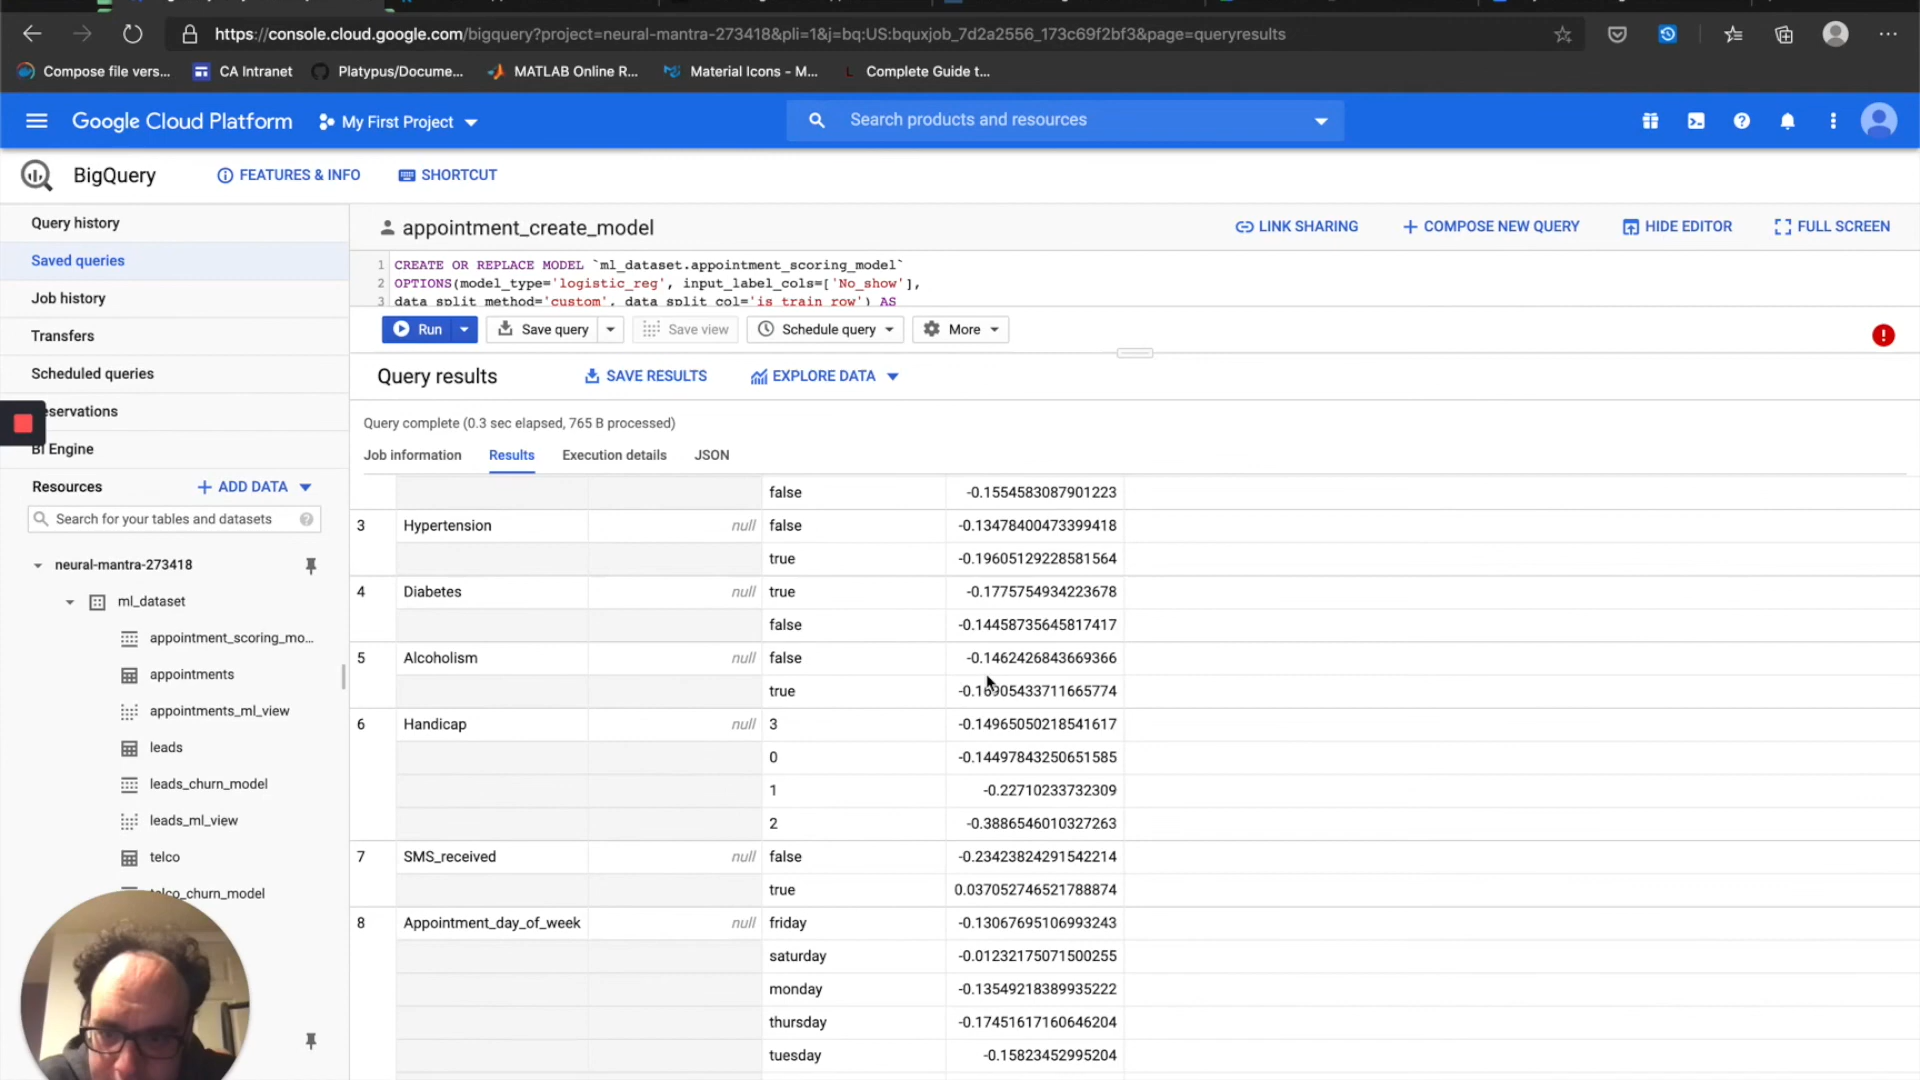 https://console.cloud.google.com/bigquery?project=neural-mantra-273418&pli=1&j=bq:US:bquxjob_7d2a2556_173c69f2bf3&page=queryresults
Compose file vers... CA Intranet Platypus/Docume... MATLAB Online R... Material Icons - M... Complete Guide t...
Google Cloud Platform My First Project Search products and resources
BigQuery FEATURES & INFO SHORTCUT
Query history
Saved queries
Job history
Transfers
Scheduled queries
eservations
BI Engine
Resources + ADD DATA
Search for your tables and datasets
neural-mantra-273418
ml_dataset
appointment_scoring_mo...
appointments
appointments_ml_view
leads
leads_churn_model
leads_ml_view
telco
telco_churn_model
appointment_create_model LINK SHARING + COMPOSE NEW QUERY HIDE EDITOR FULL SCREEN
1 CREATE OR REPLACE MODEL `ml_dataset.appointment_scoring_model`
2 OPTIONS(model_type='logistic_reg', input_label_cols=['No_show'],
3 data_split_method='custom', data_split_col='is_train_row') AS
Run Save query Save view Schedule query More
Query results SAVE RESULTS EXPLORE DATA
Query complete (0.3 sec elapsed, 765 B processed)
Job information Results Execution details JSON
false -0.1554583087901223
3 Hypertension null false -0.13478400473399418
true -0.19605129228581564
4 Diabetes null true -0.1775754934223678
false -0.14458735645817417
5 Alcoholism null false -0.1462426843669366
true -0.16905433711665774
6 Handicap null 3 -0.14965050218541617
0 -0.14497843250651585
1 -0.22710233732309
2 -0.3886546010327263
7 SMS_received null false -0.23423824291542214
true 0.037052746521788874
8 Appointment_day_of_week null friday -0.13067695106993243
saturday -0.01232175071500255
monday -0.13549218389935222
thursday -0.17451617160646204
tuesday -0.15823452995204